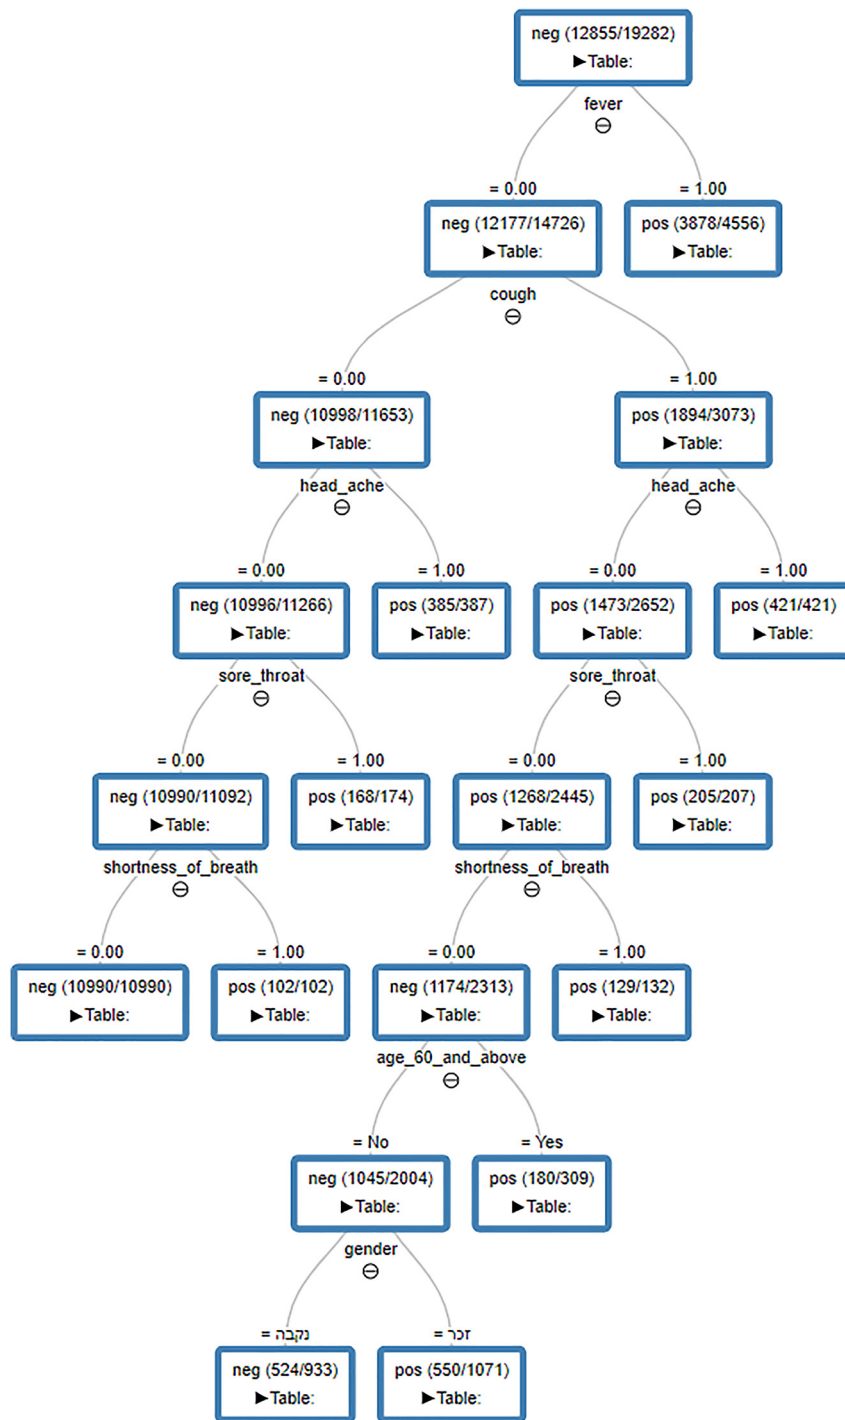 neg (12855/19282)
►Table:
fever
= 0.00
= 1.00
neg (12177/14726)
►Table:
pos (3878/4556)
►Table:
cough
= 0.00
= 1.00
neg (10998/11653)
►Table:
pos (1894/3073)
►Table:
head_ache
head_ache
= 0.00
= 1.00
= 0.00
= 1.00
neg (10996/11266)
►Table:
pos (385/387)
►Table:
pos (1473/2652)
►Table:
pos (421/421)
►Table:
sore_throat
sore_throat
= 0.00
= 1.00
= 0.00
= 1.00
neg (10990/11092)
►Table:
pos (168/174)
►Table:
pos (1268/2445)
►Table:
pos (205/207)
►Table:
shortness_of_breath
shortness_of_breath
= 0.00
= 1.00
= 0.00
= 1.00
neg (10990/10990)
►Table:
pos (102/102)
►Table:
neg (1174/2313)
►Table:
pos (129/132)
►Table:
age_60_and_above
= No
= Yes
neg (1045/2004)
►Table:
pos (180/309)
►Table:
gender
= נקבה
= זכר
neg (524/933)
►Table:
pos (550/1071)
►Table: